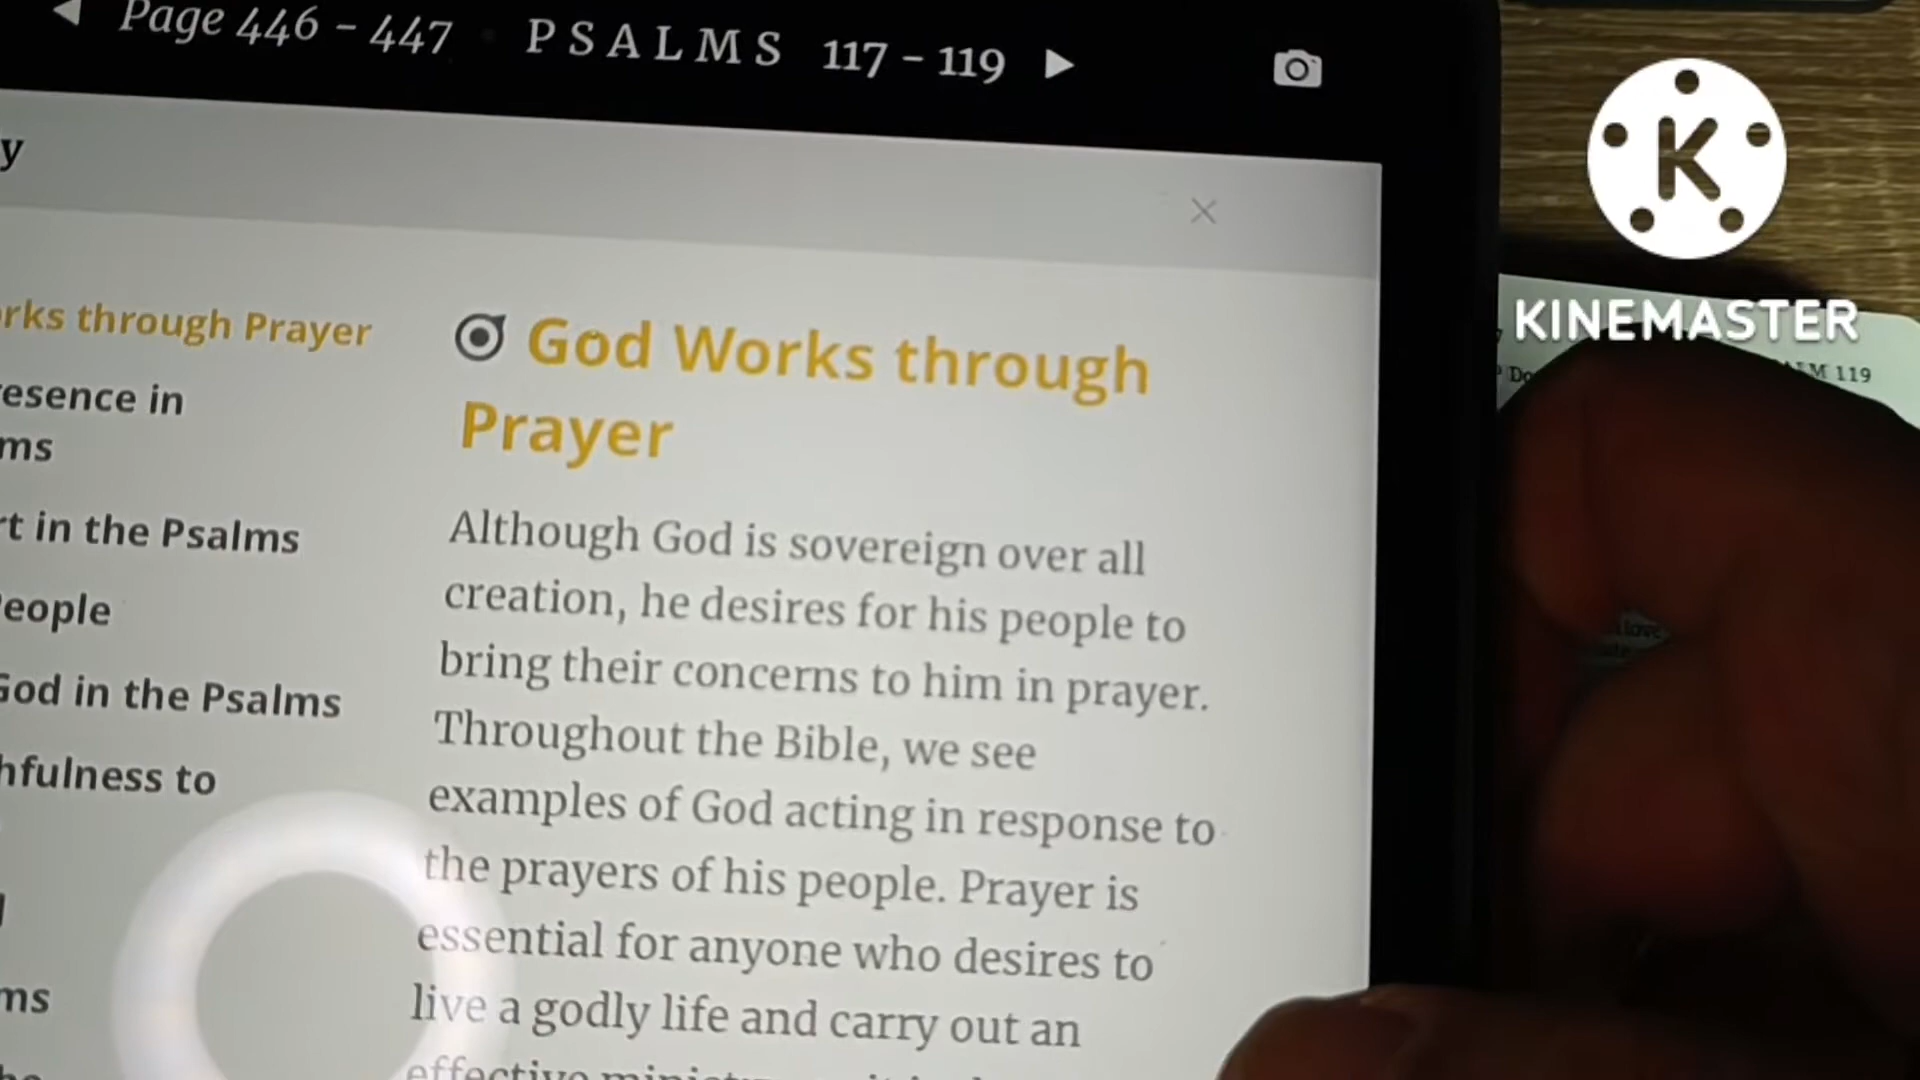 Page 446 - 447 PSALMS 117 - 119
y
KINEMASTER
rks through Prayer
esence in
ms
rt in the Psalms
eople
God in the Psalms
hfulness to
ms
God Works through
Prayer
Although God is sovereign over all
creation, he desires for his people to
bring their concerns to him in prayer.
Throughout the Bible, we see
examples of God acting in response to
the prayers of his people. Prayer is
essential for anyone who desires to
live a godly life and carry out an
effective
M 119